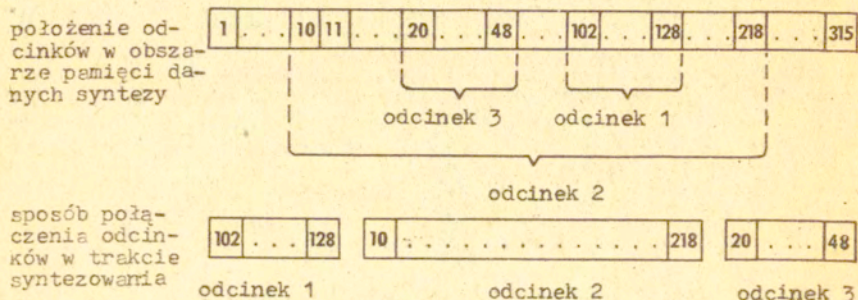 położenie od-
cinków w obsza-
rze pamięci da-
nych syntezy
1 . . . 10 11 . . . 20 . . . 48 . . . 102 . . . 128 . . . 218 . . . 315
odcinek 3 odcinek 1
odcinek 2
sposób połą-
czenia odcin-
ków w trakcie
syntezowania
102 . . . 128 10 . . . . . . . . . . . . . . 218 20 . . . 48
odcinek 1 odcinek 2 odcinek 3